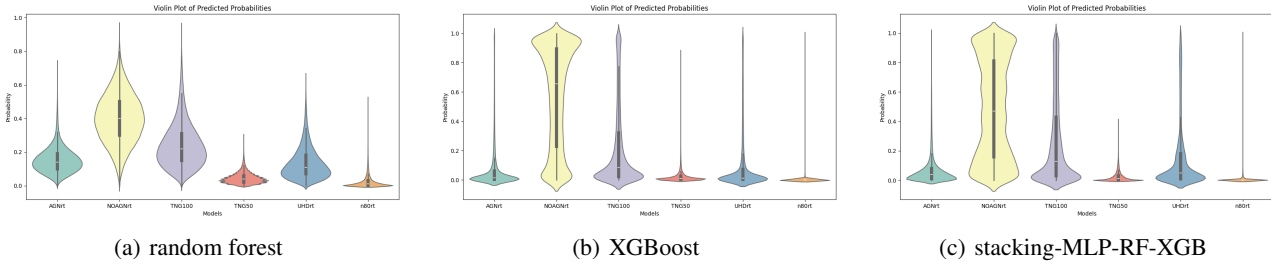 Violin Plot of Predicted Probabilities
Probability
1.0
0.8
0.6
0.4
0.2
0.0
AGNrt NOAGNrt TNG100 TNG50 UHDrt n80rt
Models
(a) random forest
Violin Plot of Predicted Probabilities
Probability
1.0
0.8
0.6
0.4
0.2
0.0
AGNrt NOAGNrt TNG100 TNG50 UHDrt n80rt
Models
(b) XGBoost
Violin Plot of Predicted Probabilities
Probability
1.0
0.8
0.6
0.4
0.2
0.0
AGNrt NOAGNrt TNG100 TNG50 UHDrt n80rt
Models
(c) stacking-MLP-RF-XGB